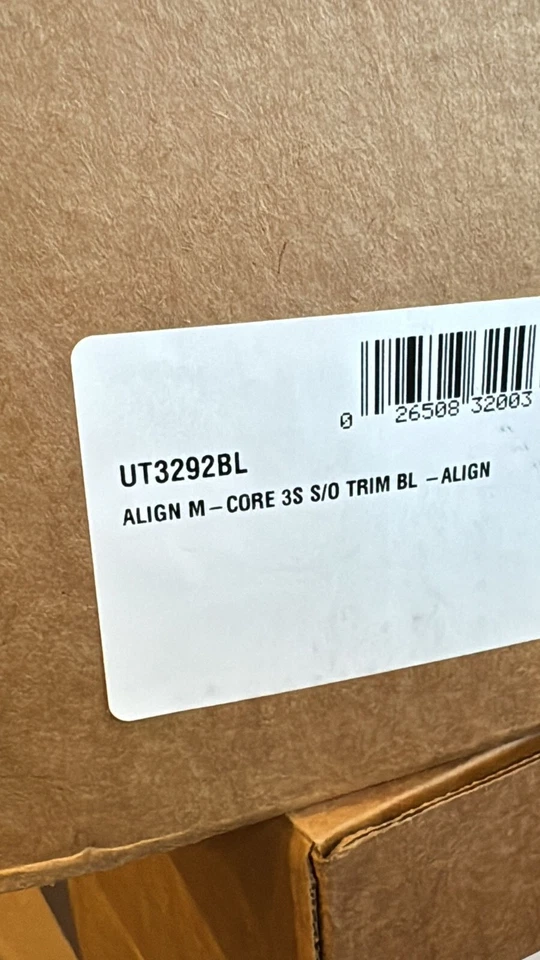 0 26508 32003
UT3292BL
ALIGN M-CORE 3S S/O TRIM BL -ALIGN